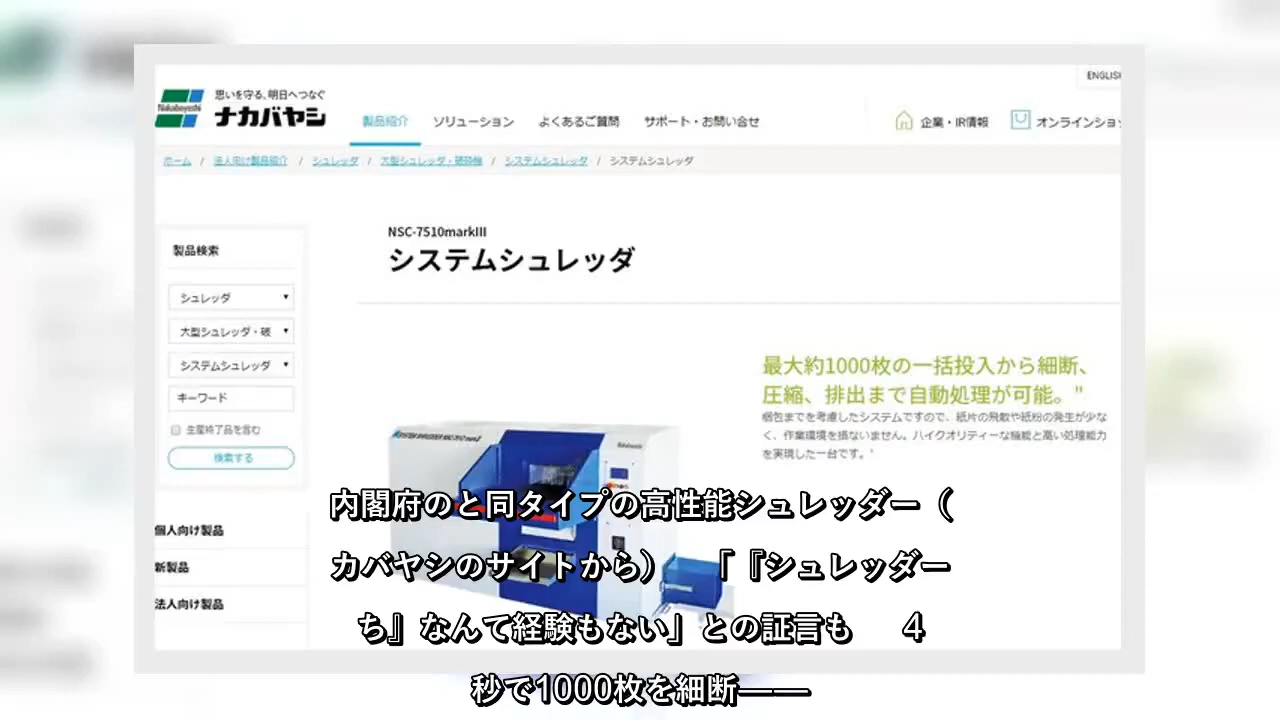 ENGLISH
思いを守る、明日へつなぐ
Nakabayashi
ナカバヤシ
製品紹介 ソリューション よくあるご質問 サポート・お問い合せ 企業・IR情報 オンラインショッ
ホーム / 法人向け製品紹介 / シュレッダ / 大型シュレッダ・破砕機 / システムシュレッダ / システムシュレッダ
NSC-7510markIII
システムシュレッダ
製品検索
シュレッダ
大型シュレッダ・破
システムシュレッダ
キーワード
生産終了品を含む
検索する
個人向け製品
新製品
法人向け製品
最大約1000枚の一括投入から細断、
圧縮、排出まで自動処理が可能。"
梱包までを考慮したシステムですので、紙片の飛散や紙粉の発生が少な
く、作業環境を損ないません。ハイクオリティーな機能と高い処理能力
を実現した一台です。'
Nakabayashi
内閣府のと同タイプの高性能シュレッダー（
カバヤシのサイトから） 「『シュレッダー
ち』なんて経験もない」との証言も 4
秒で1000枚を細断――